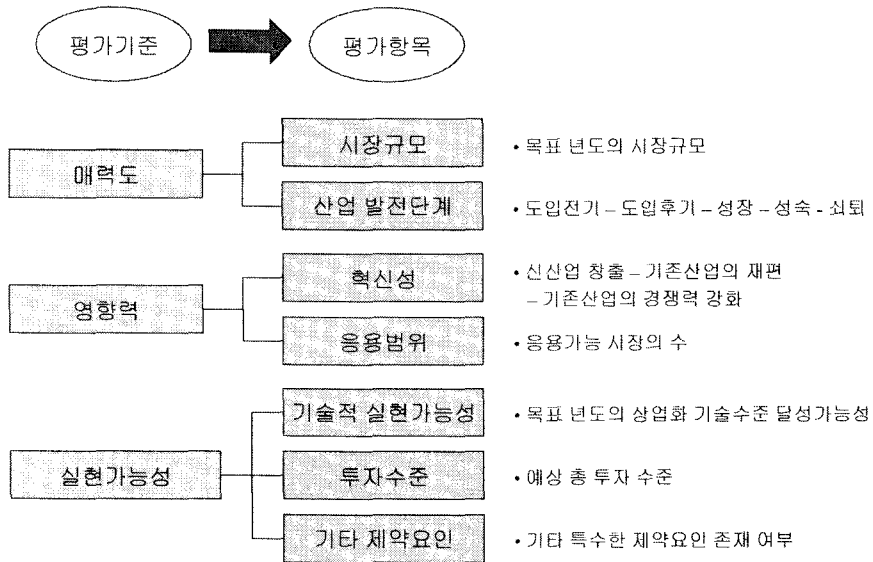 평가기준
평가항목
매력도
시장규모
• 목표 년도의 시장규모
산업 발전단계
• 도입전기 – 도입후기 – 성장 – 성숙 - 쇠퇴
영향력
혁신성
• 신산업 창출 – 기존산업의 재편
– 기존산업의 경쟁력 강화
응용범위
• 응용가능 시장의 수
실현가능성
기술적 실현가능성
• 목표 년도의 상업화 기술수준 달성가능성
투자수준
• 예상 총 투자 수준
기타 제약요인
• 기타 특수한 제약요인 존재 여부